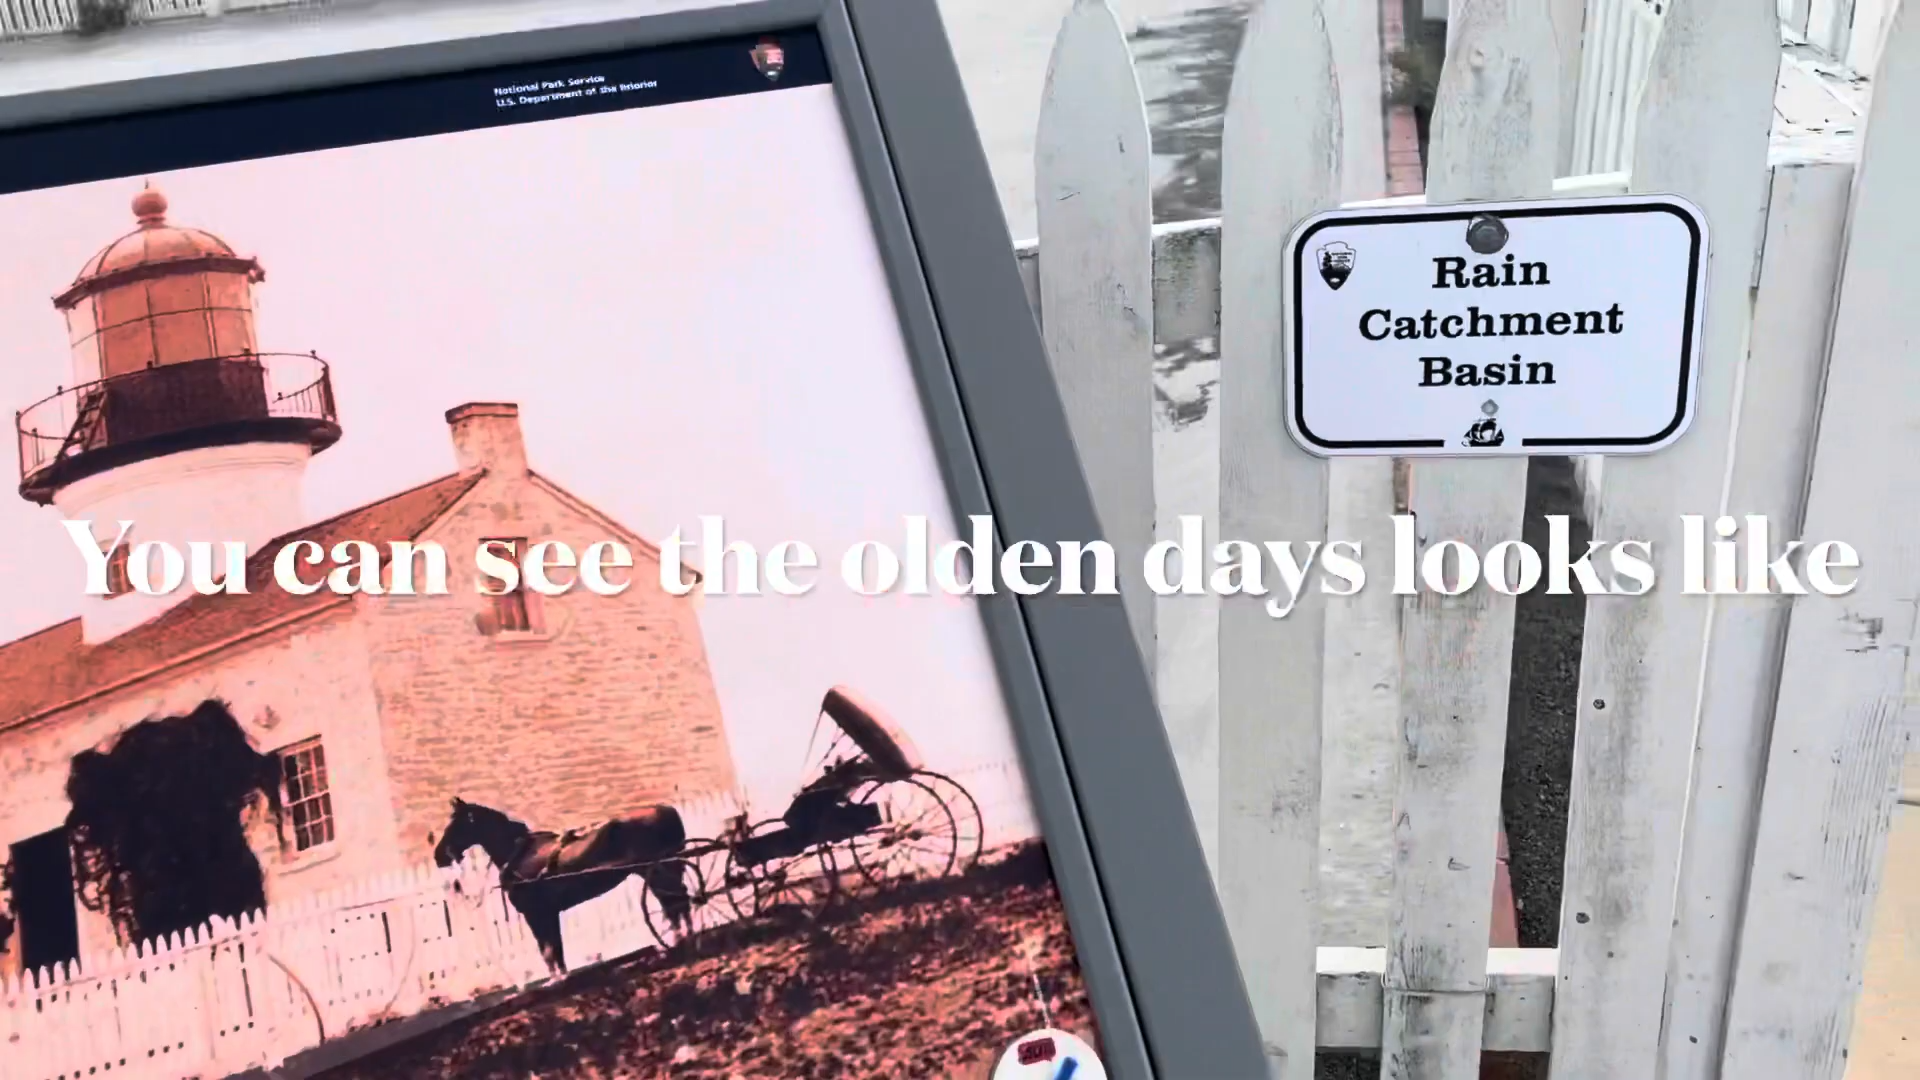 National Park Service
U.S. Department of the Interior
Rain
Catchment
Basin
You can see the olden days looks like